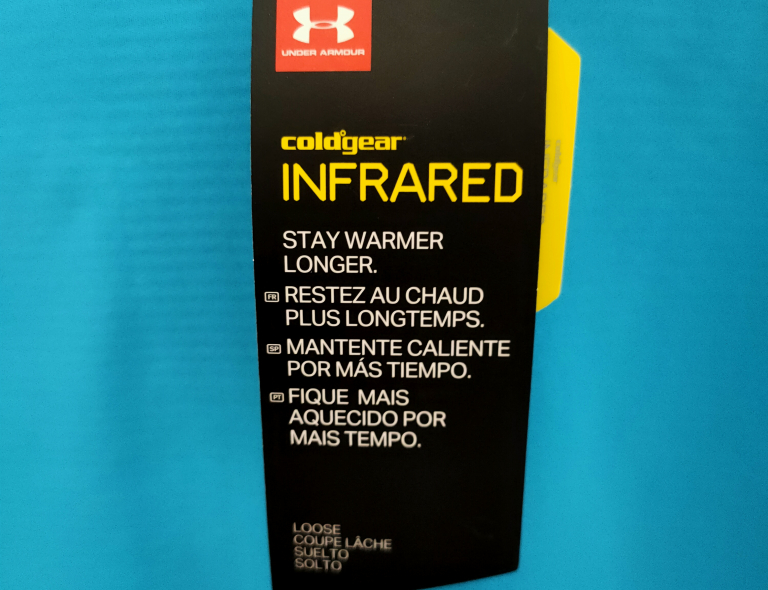 UNDER ARMOUR
coldgear
INFRARED
STAY WARMER
LONGER.
FR RESTEZ AU CHAUD
PLUS LONGTEMPS.
SP MANTENTE CALIENTE
POR MÁS TIEMPO.
PT FIQUE MAIS
AQUECIDO POR
MAIS TEMPO.
LOOSE
COUPE LÂCHE
SUELTO
SOLTO